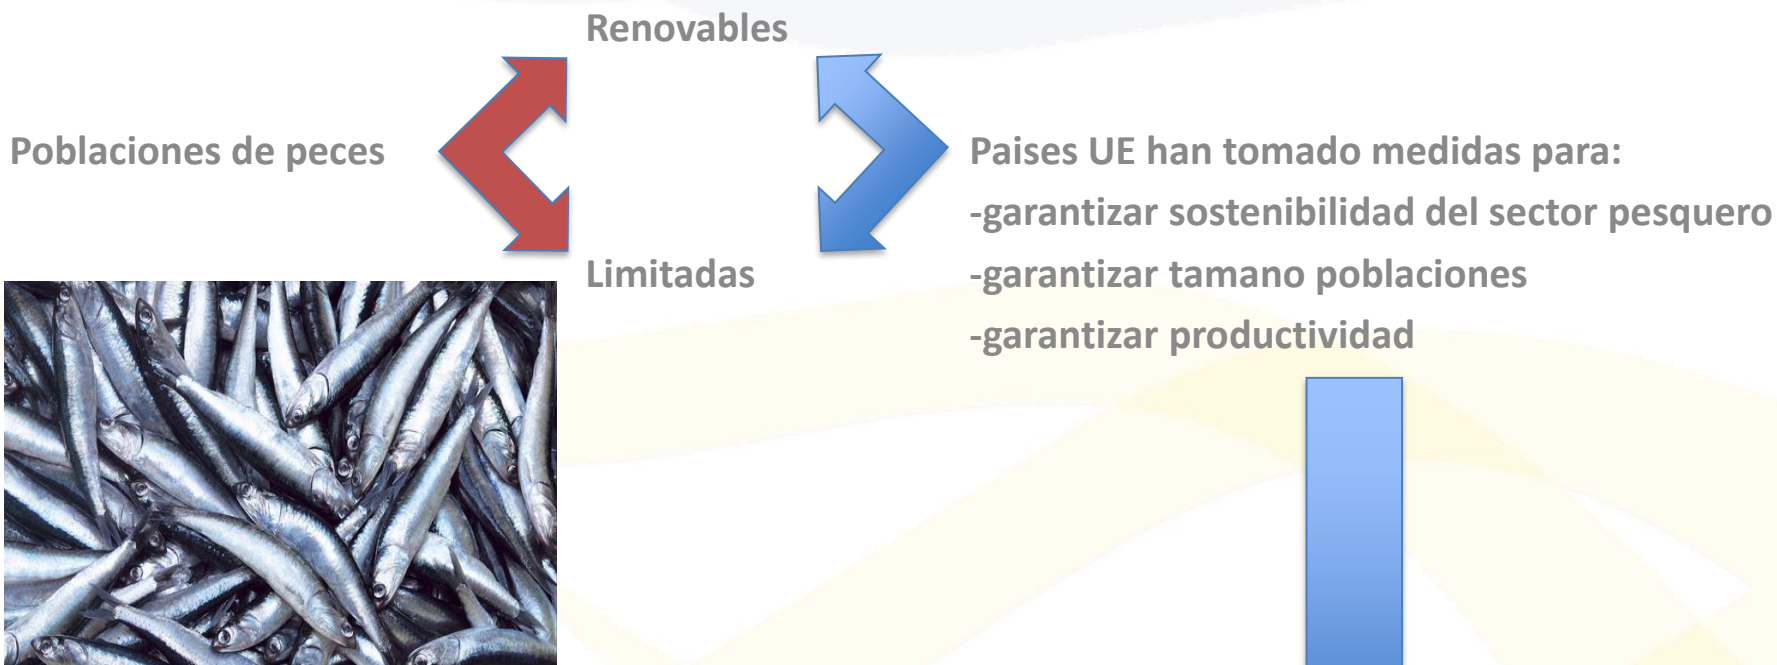 Renovables
Poblaciones de peces
Paises UE han tomado medidas para:
-garantizar sostenibilidad del sector pesquero
Limitadas
-garantizar tamano poblaciones
-garantizar productividad